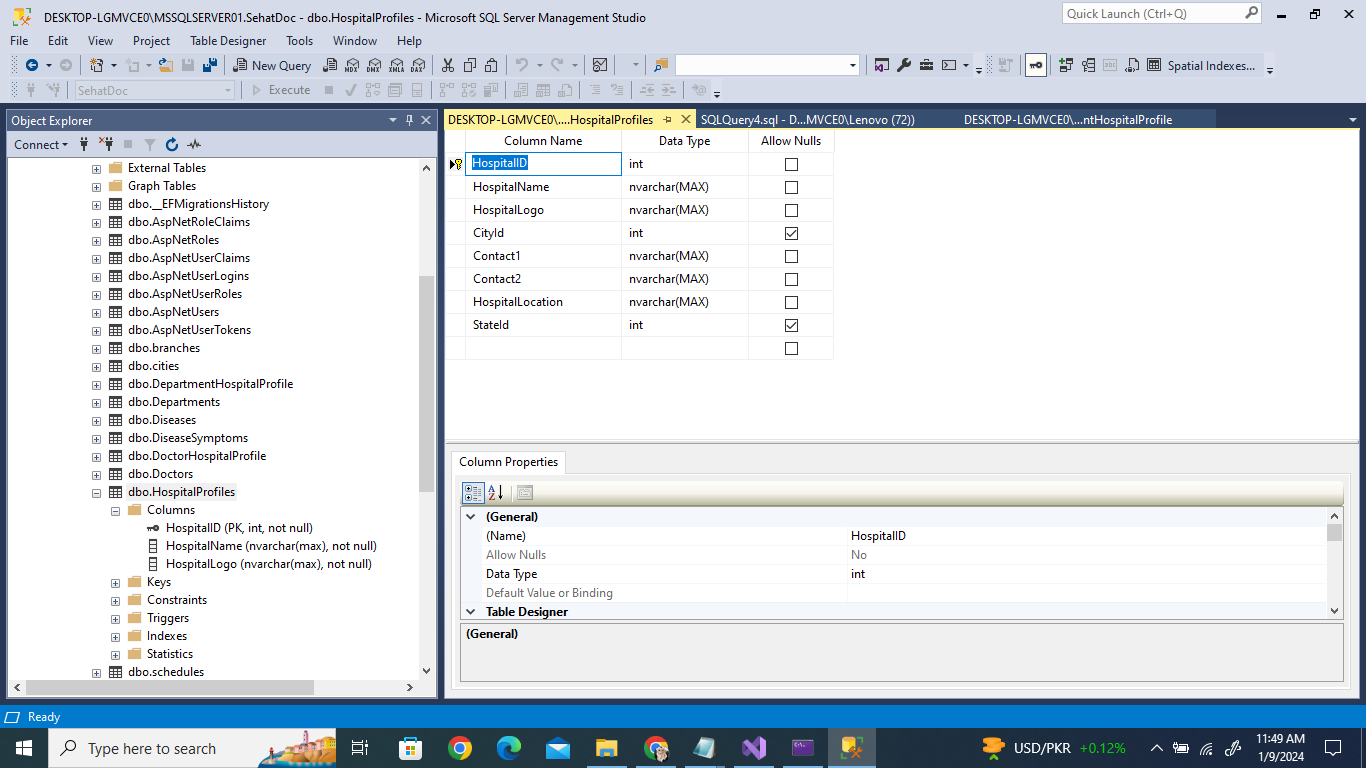 DESKTOP-LGMVCE0\MSSQLSERVER01.SehatDoc - dbo.HospitalProfiles - Microsoft SQL Server Management Studio
Quick Launch (Ctrl+Q)
File Edit View Project Table Designer Tools Window Help
New Query MDX DMX XMLA DAX Spatial Indexes...
SehatDoc Execute
Object Explorer
Connect
External Tables
Graph Tables
dbo.__EFMigrationsHistory
dbo.AspNetRoleClaims
dbo.AspNetRoles
dbo.AspNetUserClaims
dbo.AspNetUserLogins
dbo.AspNetUserRoles
dbo.AspNetUsers
dbo.AspNetUserTokens
dbo.branches
dbo.cities
dbo.DepartmentHospitalProfile
dbo.Departments
dbo.Diseases
dbo.DiseaseSymptoms
dbo.DoctorHospitalProfile
dbo.Doctors
dbo.HospitalProfiles
Columns
HospitalID (PK, int, not null)
HospitalName (nvarchar(max), not null)
HospitalLogo (nvarchar(max), not null)
Keys
Constraints
Triggers
Indexes
Statistics
dbo.schedules
DESKTOP-LGMVCE0\....HospitalProfiles SQLQuery4.sql - D...MVCE0\Lenovo (72)) DESKTOP-LGMVCE0\...ntHospitalProfile
Column Name Data Type Allow Nulls
HospitalID int
HospitalName nvarchar(MAX)
HospitalLogo nvarchar(MAX)
CityId int
Contact1 nvarchar(MAX)
Contact2 nvarchar(MAX)
HospitalLocation nvarchar(MAX)
StateId int
Column Properties
(General)
(Name) HospitalID
Allow Nulls No
Data Type int
Default Value or Binding
Table Designer
(General)
Ready
Type here to search
USD/PKR +0.12%
11:49 AM
1/9/2024